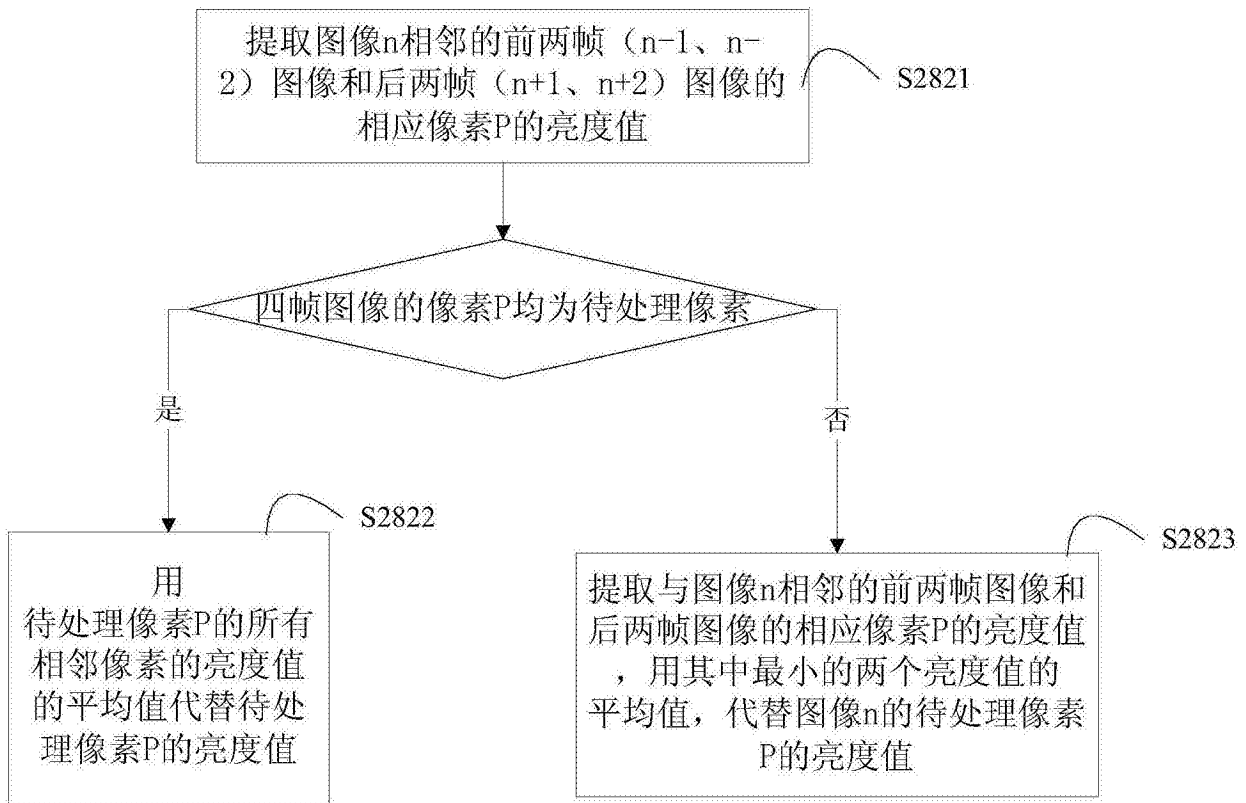 提取图像n相邻的前两帧（n-1、n-
2）图像和后两帧（n+1、n+2）图像的
相应像素P的亮度值
S2821
四帧图像的像素P均为待处理像素
是
否
S2822
用
待处理像素P的所有
相邻像素的亮度值
的平均值代替待处
理像素P的亮度值
S2823
提取与图像n相邻的前两帧图像和
后两帧图像的相应像素P的亮度值
，用其中最小的两个亮度值的
平均值，代替图像n的待处理像素
P的亮度值